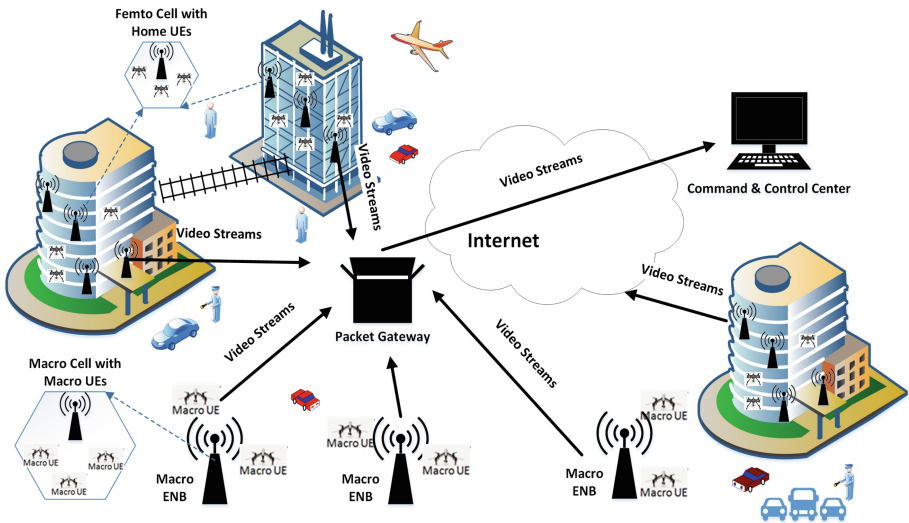 Femto Cell with
Home UEs
Video Streams
Video Streams
Command & Control Center
Video Streams
Internet
Video Streams
Packet Gateway
Video Streams
Video Streams
Macro Cell with
Macro UEs
Macro UE
Macro UE
Macro UE
Macro UE
Macro UE
Macro
ENB
Macro UE
Macro UE
Macro
ENB
Macro UE
Macro UE
Macro
ENB